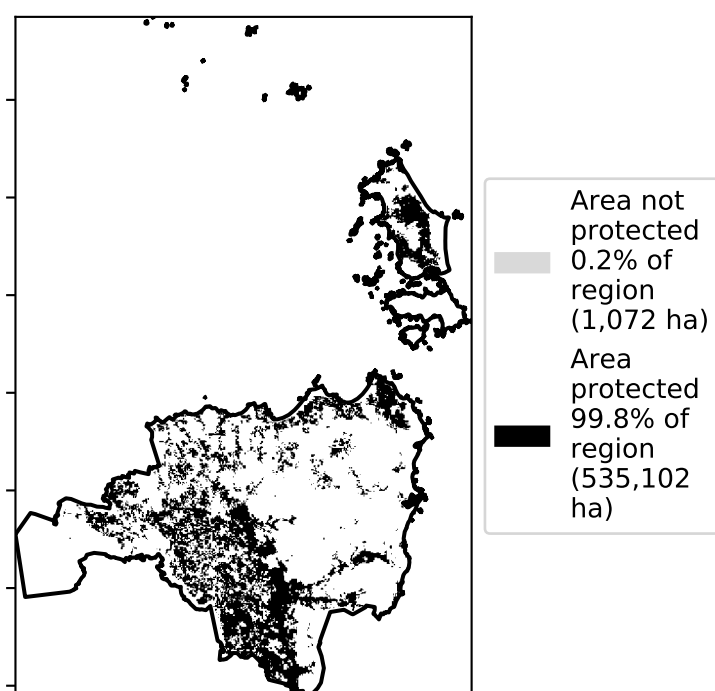 Area not
protected
0.2% of
region
(1,072 ha)
Area
protected
99.8% of
region
(535,102
ha)